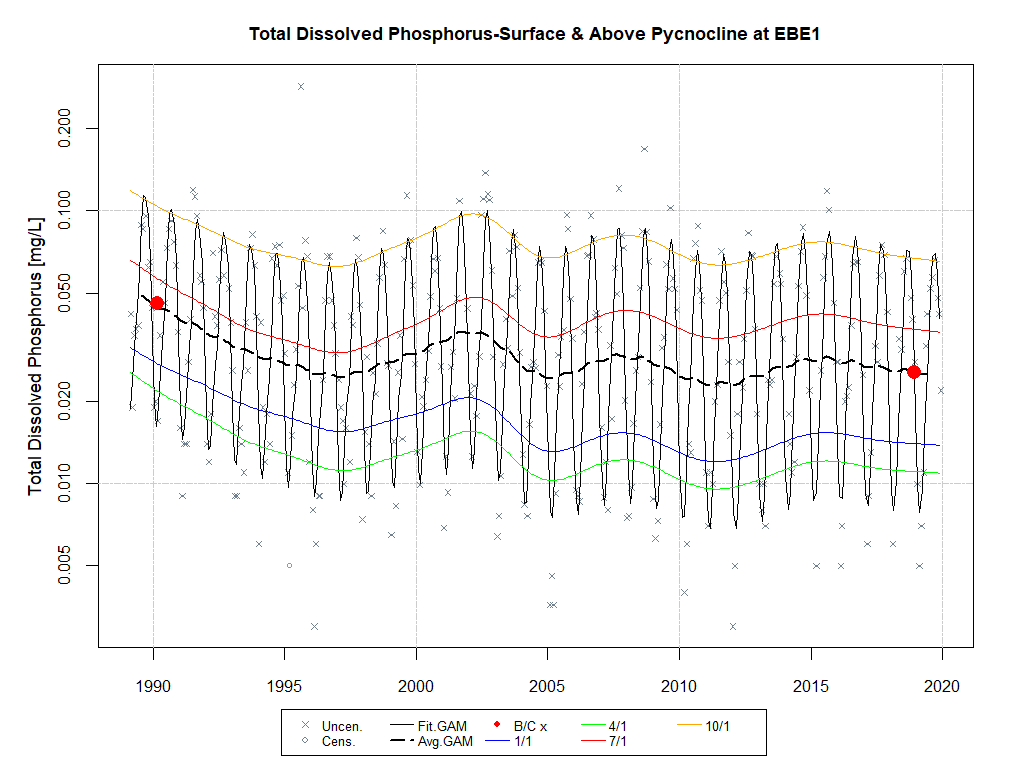 Total Dissolved Phosphorus-Surface & Above Pycnocline at EBE1
Total Dissolved Phosphorus [mg/L]
0.200
0.100
0.050
0.020
0.010
0.005
1990 1995 2000 2005 2010 2015 2020
Uncen. Fit.GAM B/C x 4/1 10/1
Cens. Avg.GAM 1/1 7/1